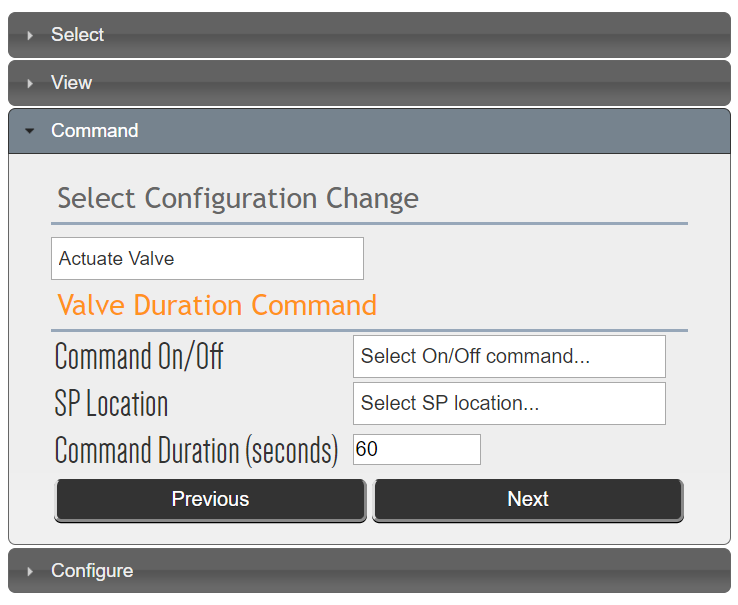 Select
View
Command
Select Configuration Change
Actuate Valve
Valve Duration Command
Command On/Off Select On/Off command...
SP Location Select SP location...
Command Duration (seconds) 60
Previous Next
Configure